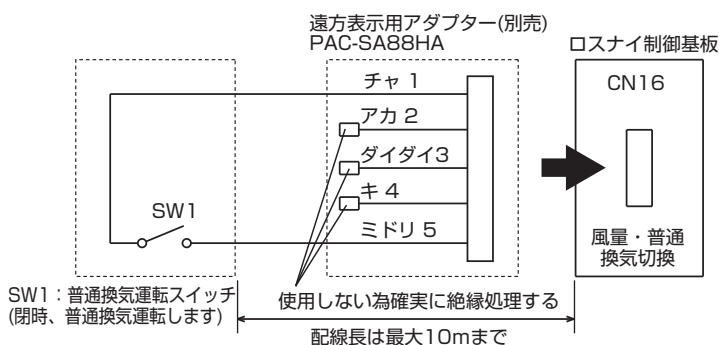 遠方表示用アダプター(別売)
PAC-SA88HA
ロスナイ制御基板
チャ 1
CN16
アカ 2
ダイダイ3
キ 4
SW1
ミドリ 5
風量・普通
換気切換
SW1：普通換気運転スイッチ
(閉時、普通換気運転します)
使用しない為確実に絶縁処理する
配線長は最大10mまで